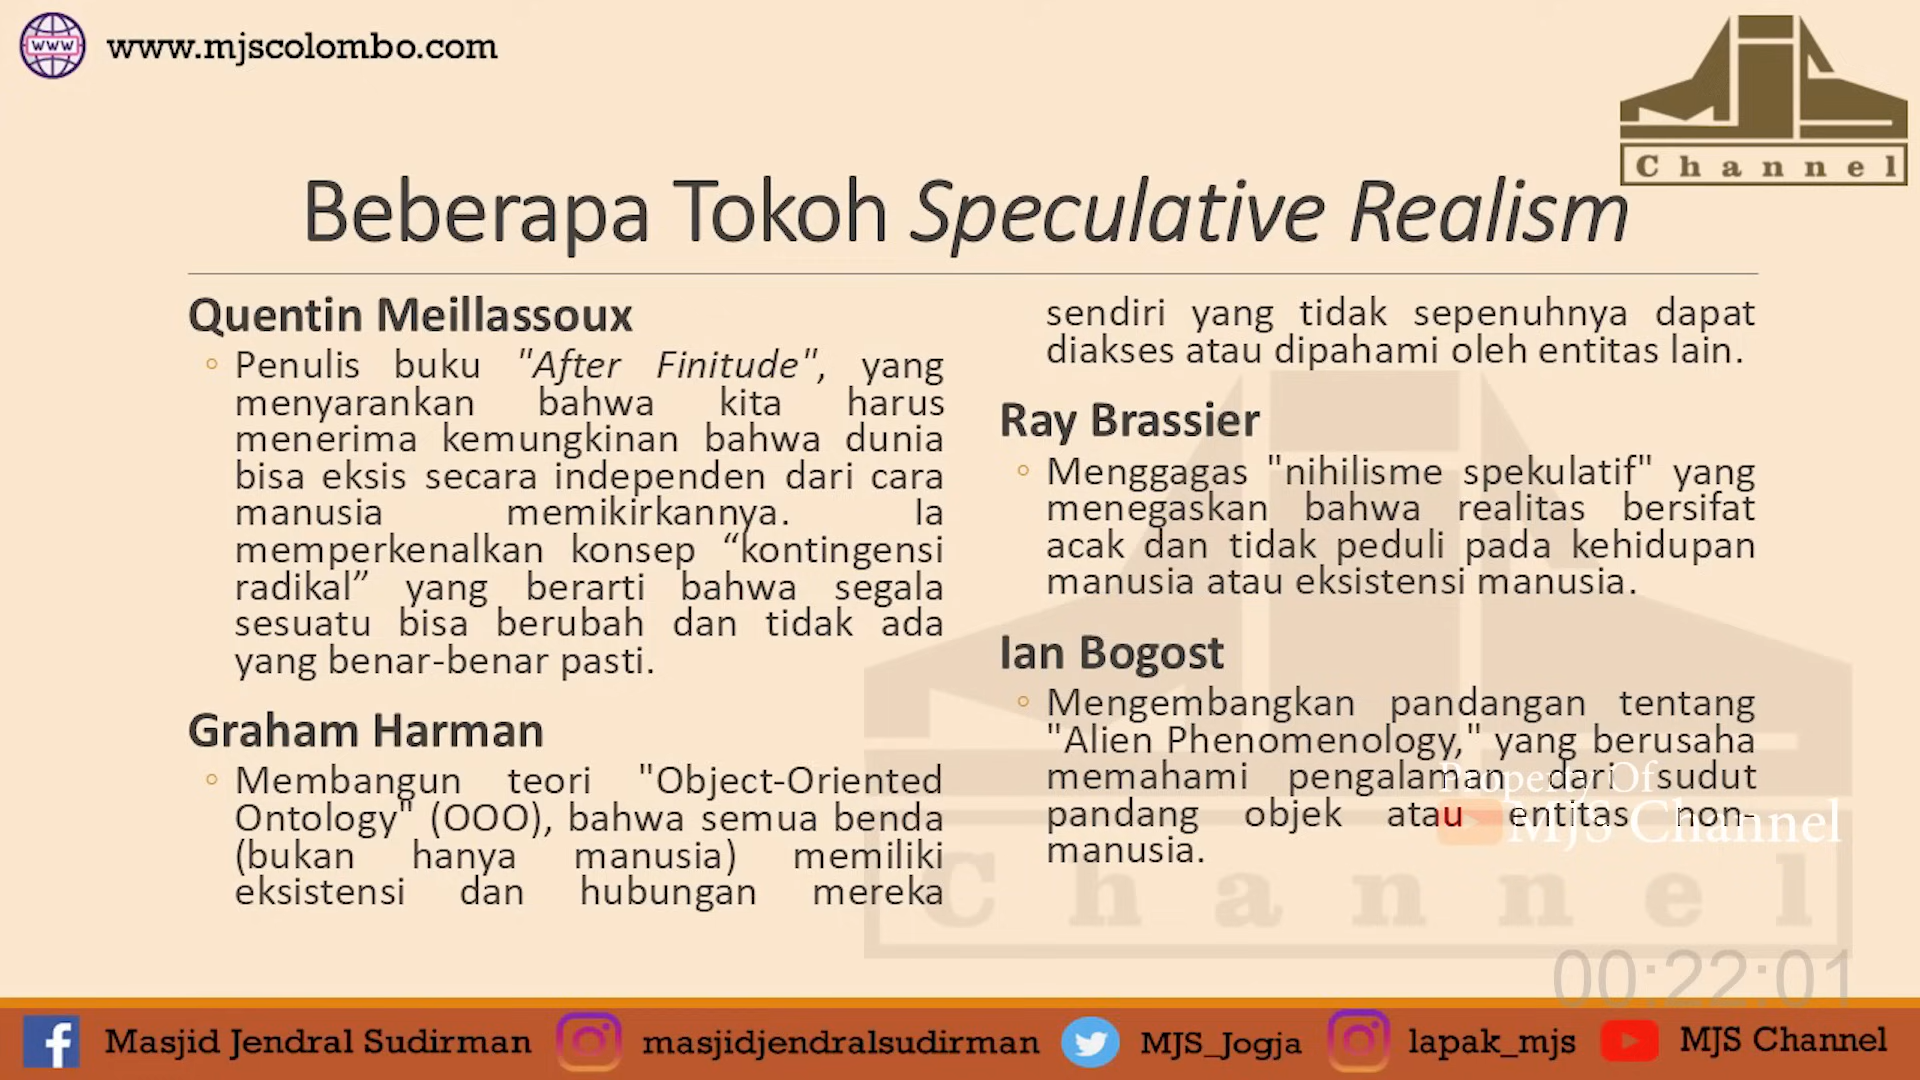 www.mjscolombo.com
WWW
Channel
Beberapa Tokoh Speculative Realism
Quentin Meillassoux
◦ Penulis buku "After Finitude", yang
menyarankan bahwa kita harus
menerima kemungkinan bahwa dunia
bisa eksis secara independen dari cara
manusia memikirkannya. Ia
memperkenalkan konsep “kontingensi
radikal” yang berarti bahwa segala
sesuatu bisa berubah dan tidak ada
yang benar-benar pasti.
Graham Harman
◦ Membangun teori "Object-Oriented
Ontology" (OOO), bahwa semua benda
(bukan hanya manusia) memiliki
eksistensi dan hubungan mereka
sendiri yang tidak sepenuhnya dapat
diakses atau dipahami oleh entitas lain.
Ray Brassier
◦ Menggagas "nihilisme spekulatif" yang
menegaskan bahwa realitas bersifat
acak dan tidak peduli pada kehidupan
manusia atau eksistensi manusia.
Ian Bogost
◦ Mengembangkan pandangan tentang
"Alien Phenomenology," yang berusaha
memahami pengalaman dari sudut
pandang objek atau entitas non-
manusia.
Property Of
MJS Channel
Channel
00:22:01
Masjid Jendral Sudirman masjidjendralsudirman MJS_Jogja lapak_mjs MJS Channel